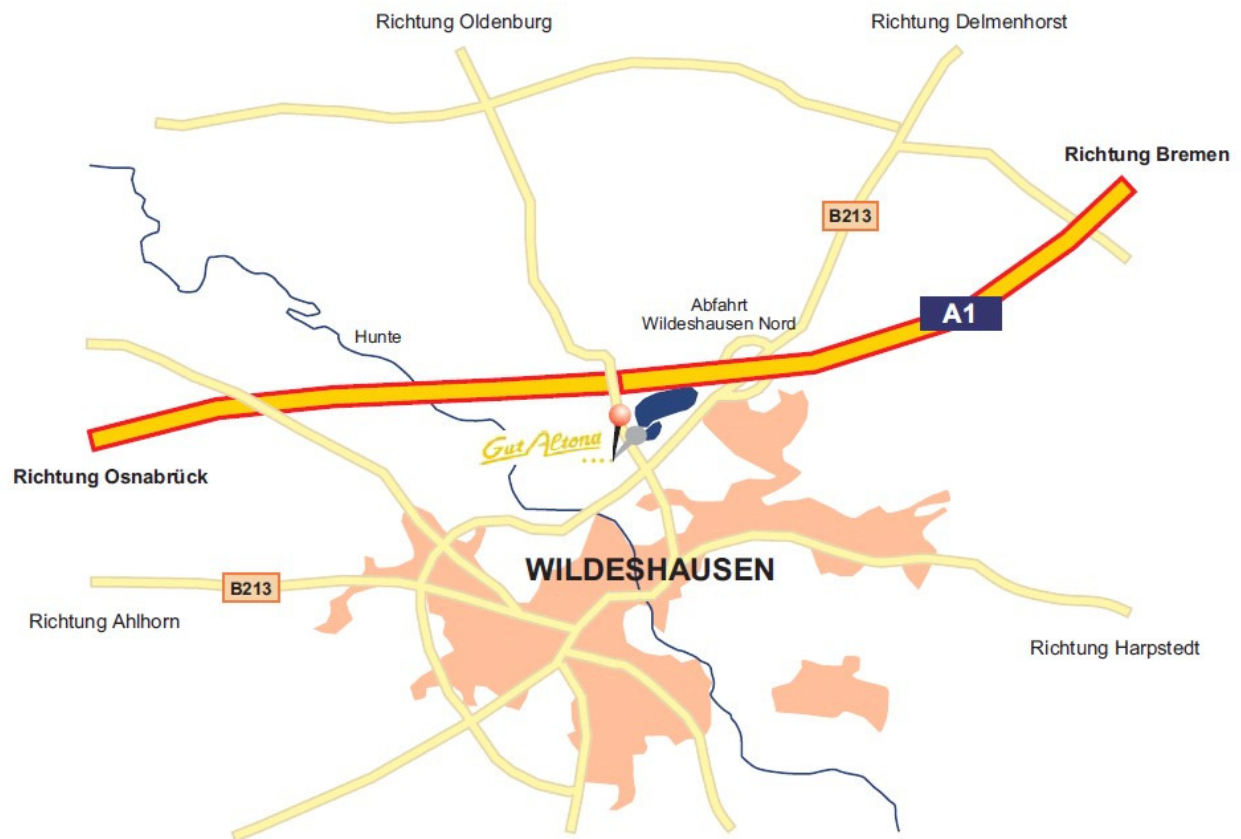 Richtung Oldenburg
Richtung Delmenhorst
Richtung Bremen
B213
A1
Abfahrt
Wildeshausen Nord
Hunte
Gut Altona
Richtung Osnabrück
WILDESHAUSEN
B213
Richtung Ahlhorn
Richtung Harpstedt